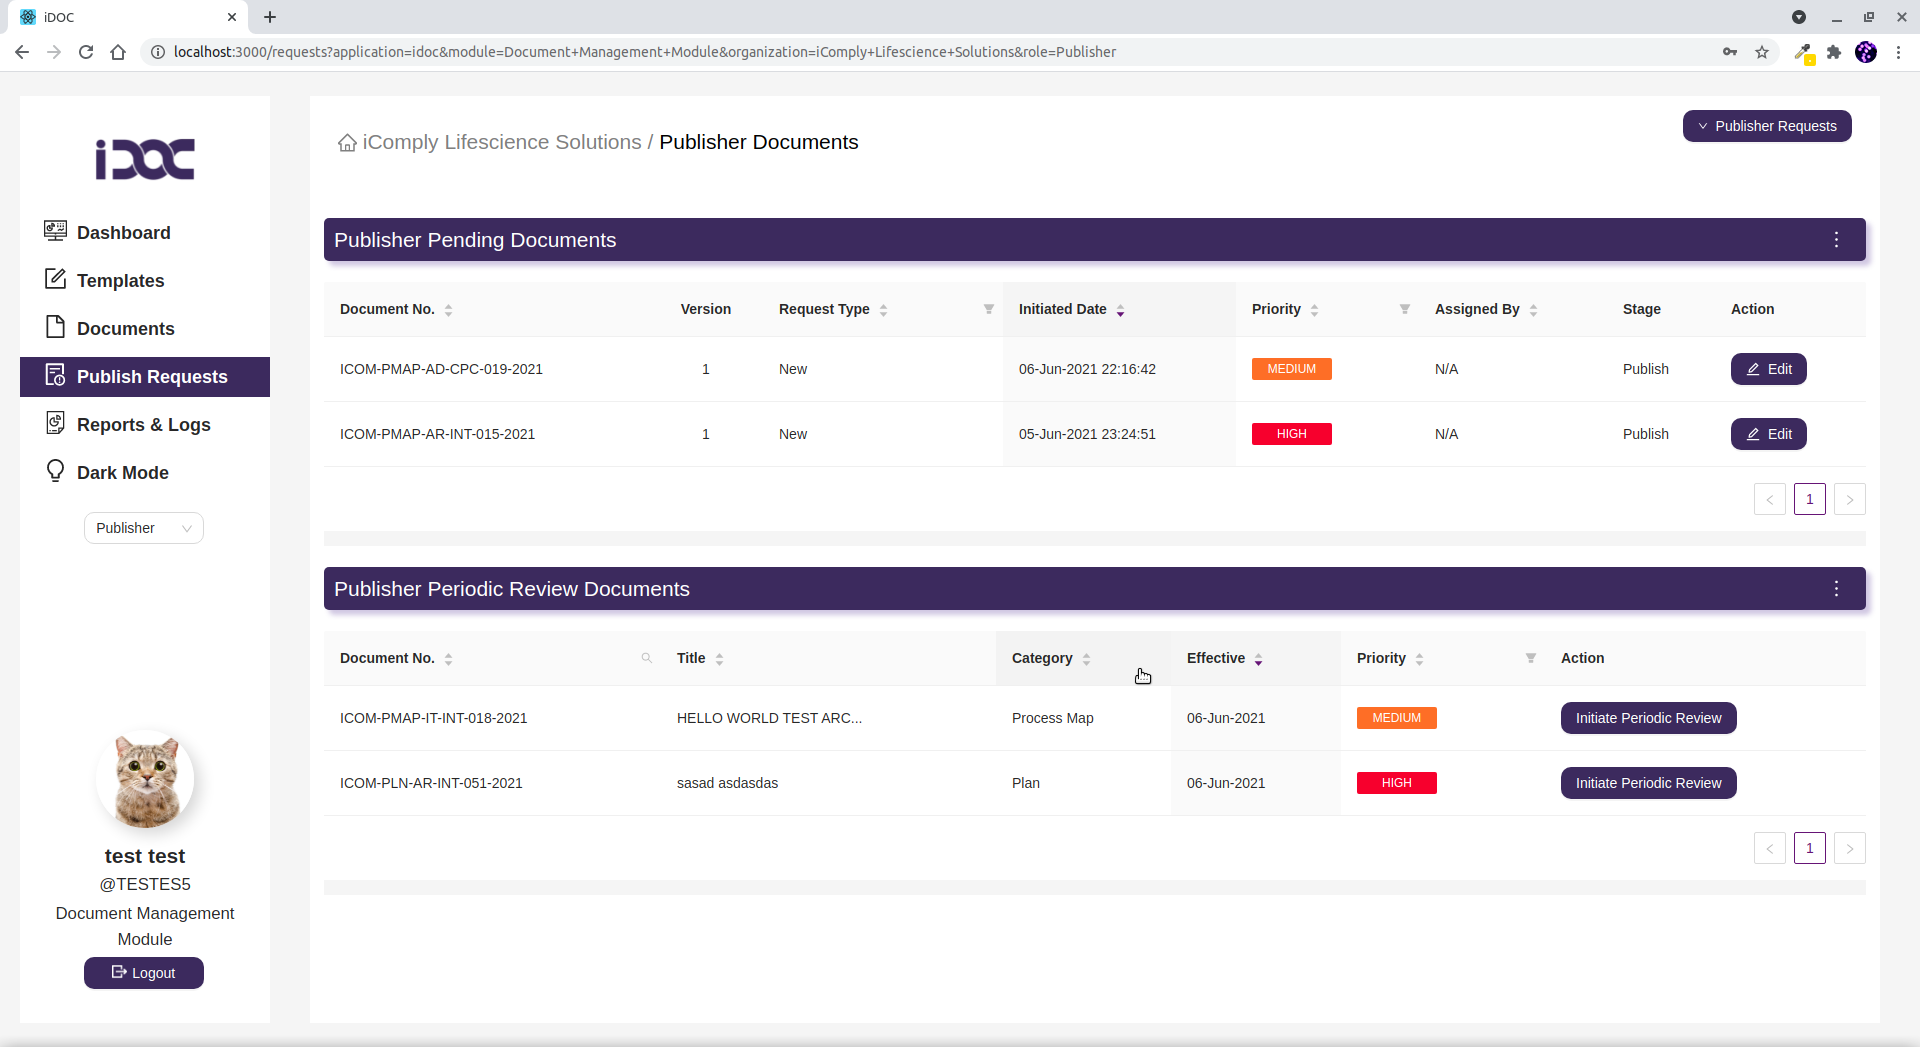 iDOC
localhost:3000/requests?application=idoc&module=Document+Management+Module&organization=iComply+Lifescience+Solutions&role=Publisher
iDOC
Dashboard
Templates
Documents
Publish Requests
Reports & Logs
Dark Mode
Publisher
test test
@TESTES5
Document Management
Module
Logout
iComply Lifescience Solutions / Publisher Documents
Publisher Requests
Publisher Pending Documents
Document No. Version Request Type Initiated Date Priority Assigned By Stage Action
ICOM-PMAP-AD-CPC-019-2021 1 New 06-Jun-2021 22:16:42 MEDIUM N/A Publish Edit
ICOM-PMAP-AR-INT-015-2021 1 New 05-Jun-2021 23:24:51 HIGH N/A Publish Edit
< 1 >
Publisher Periodic Review Documents
Document No. Title Category Effective Priority Action
ICOM-PMAP-IT-INT-018-2021 HELLO WORLD TEST ARC... Process Map 06-Jun-2021 MEDIUM Initiate Periodic Review
ICOM-PLN-AR-INT-051-2021 sasad asdasdas Plan 06-Jun-2021 HIGH Initiate Periodic Review
< 1 >